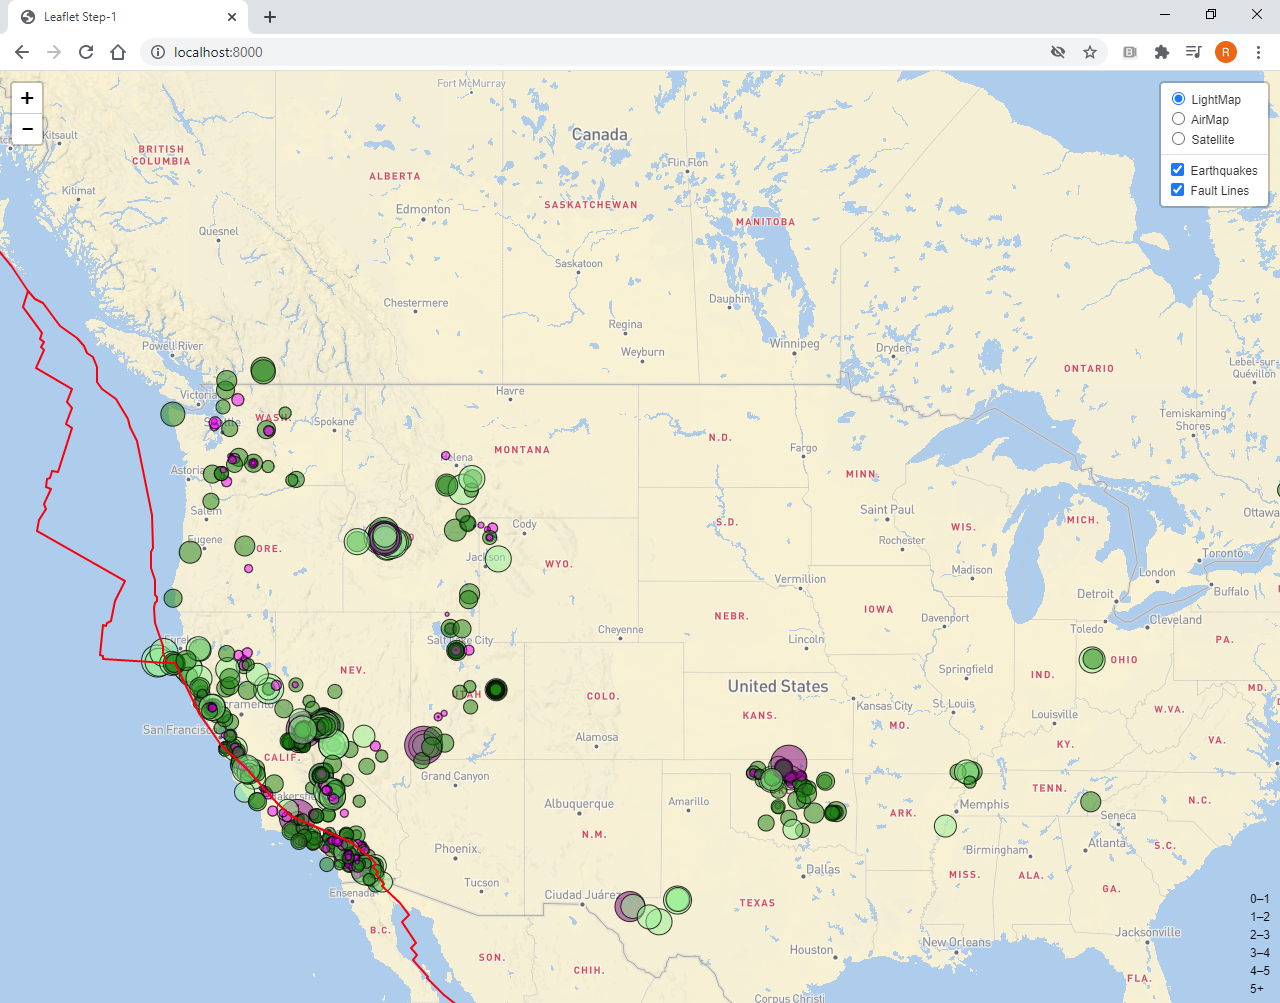 Leaflet Step-1
localhost:8000
R
+
−
LightMap
AirMap
Satellite
Earthquakes
Fault Lines
Fort McMurray
Kitsault
Canada
BRITISH
COLUMBIA
Flin Flon
ALBERTA
Kitimat
SASKATCHEWAN
Edmonton
MANITOBA
Quesnel
Saskatoon
Chestermere
Dauphin
Regina
Winnipeg
Powell River
Weyburn
Dryden
ONTARIO
Lebel-sur-
Quévillon
Havre
Victoria
Temiskaming
Shores
WASH.
Spokane
N.D.
MONTANA
Fargo
Helena
Astoria
MINN.
Salem
Saint Paul
Ottawa
S.D.
Cody
WIS.
MICH.
Eugene
Rochester
ORE.
Toronto
WYO.
Madison
London
Vermillion
Buffalo
Detroit
IOWA
NEBR.
Davenport
Toledo
Cleveland
Cheyenne
Lincoln
PA.
Salt Lake City
OHIO
NEV.
Springfield
IND.
United States
MD.
UTAH
COLO.
Kansas City
St. Louis
W.VA.
Sacramento
KANS.
Louisville
MO.
San Francisco
Alamosa
VA.
KY.
CALIF.
Grand Canyon
TENN.
Albuquerque
Amarillo
Memphis
N.C.
ARK.
Seneca
N.M.
Atlanta
S.C.
Phoenix
Birmingham
Dallas
MISS.
ALA.
Tucson
GA.
Ensenada
Ciudad Juárez
TEXAS
0–1
1–2
B.C.
Jacksonville
2–3
New Orleans
Houston
3–4
SON.
CHIH.
4–5
FLA.
5+
Corpus Christi